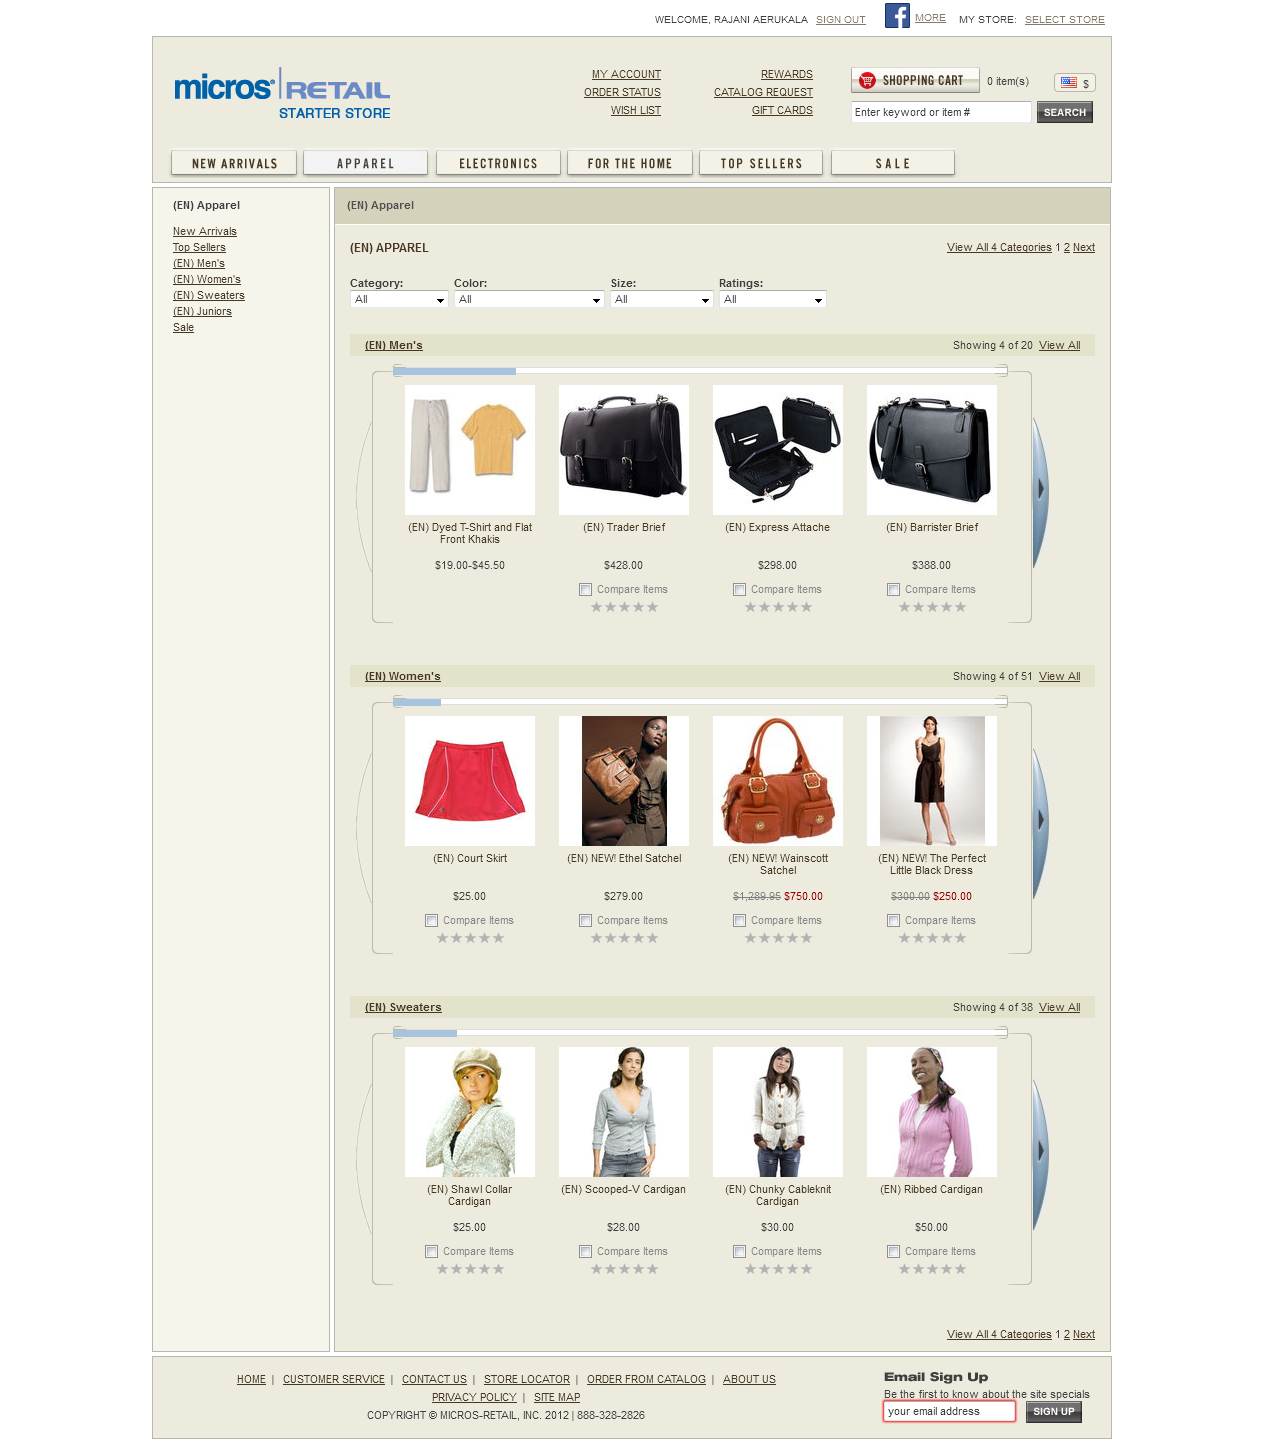 WELCOME, RAJANI AERUKALA SIGN OUT MORE MY STORE: SELECT STORE
micros RETAIL
STARTER STORE
MY ACCOUNT
ORDER STATUS
WISH LIST
REWARDS
CATALOG REQUEST
GIFT CARDS
SHOPPING CART 0 item(s) $
Enter keyword or item # SEARCH
NEW ARRIVALS APPAREL ELECTRONICS FOR THE HOME TOP SELLERS SALE
(EN) Apparel
New Arrivals
Top Sellers
(EN) Men's
(EN) Women's
(EN) Sweaters
(EN) Juniors
Sale
(EN) Apparel
(EN) APPAREL View All 4 Categories 1 2 Next
Category: Color: Size: Ratings:
All All All All
(EN) Men's Showing 4 of 20 View All
(EN) Dyed T-Shirt and Flat
Front Khakis
$19.00-$45.50
(EN) Trader Brief
$428.00
Compare Items
(EN) Express Attache
$298.00
Compare Items
(EN) Barrister Brief
$388.00
Compare Items
(EN) Women's Showing 4 of 51 View All
(EN) Court Skirt
$25.00
Compare Items
(EN) NEW! Ethel Satchel
$279.00
Compare Items
(EN) NEW! Wainscott
Satchel
$1,289.95 $750.00
Compare Items
(EN) NEW! The Perfect
Little Black Dress
$300.00 $250.00
Compare Items
(EN) Sweaters Showing 4 of 38 View All
(EN) Shawl Collar
Cardigan
$25.00
Compare Items
(EN) Scooped-V Cardigan
$28.00
Compare Items
(EN) Chunky Cableknit
Cardigan
$30.00
Compare Items
(EN) Ribbed Cardigan
$50.00
Compare Items
View All 4 Categories 1 2 Next
HOME | CUSTOMER SERVICE | CONTACT US | STORE LOCATOR | ORDER FROM CATALOG | ABOUT US
PRIVACY POLICY | SITE MAP
COPYRIGHT © MICROS-RETAIL, INC. 2012 | 888-328-2826
Email Sign Up
Be the first to know about the site specials
your email address SIGN UP